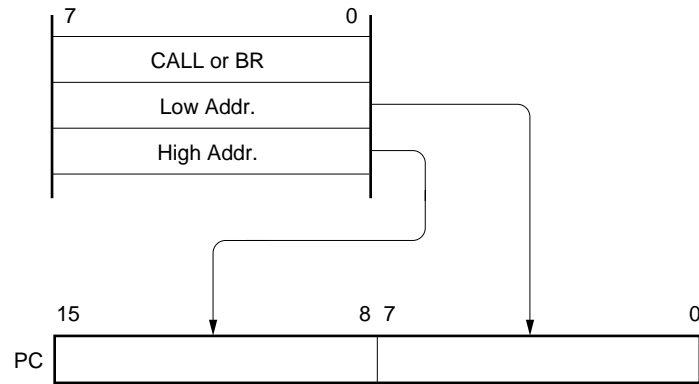 7 0
CALL or BR
Low Addr.
High Addr.
15 8 7 0
PC